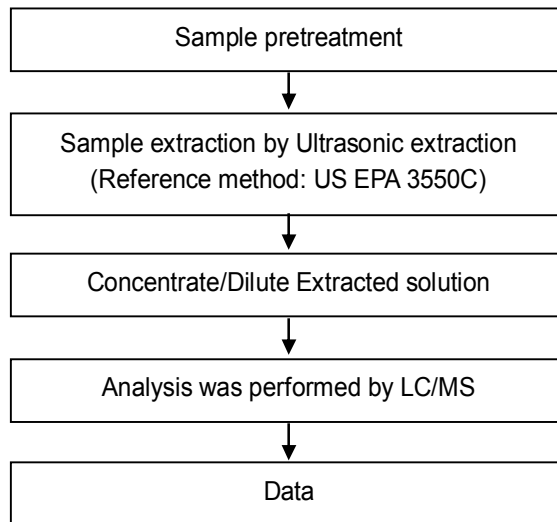 Sample pretreatment
Sample extraction by Ultrasonic extraction
(Reference method: US EPA 3550C)
Concentrate/Dilute Extracted solution
Analysis was performed by LC/MS
Data